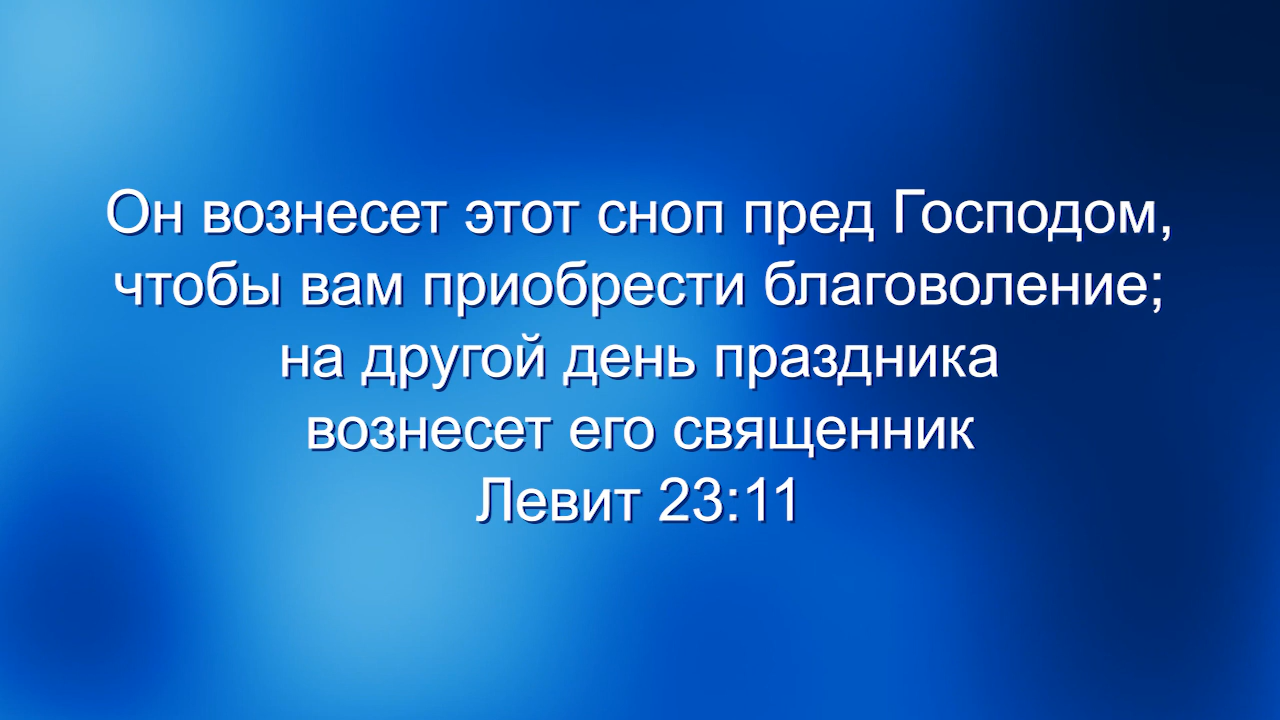 Он вознесет этот сноп пред Господом,
чтобы вам приобрести благоволение;
на другой день праздника
вознесет его священник
Левит 23:11